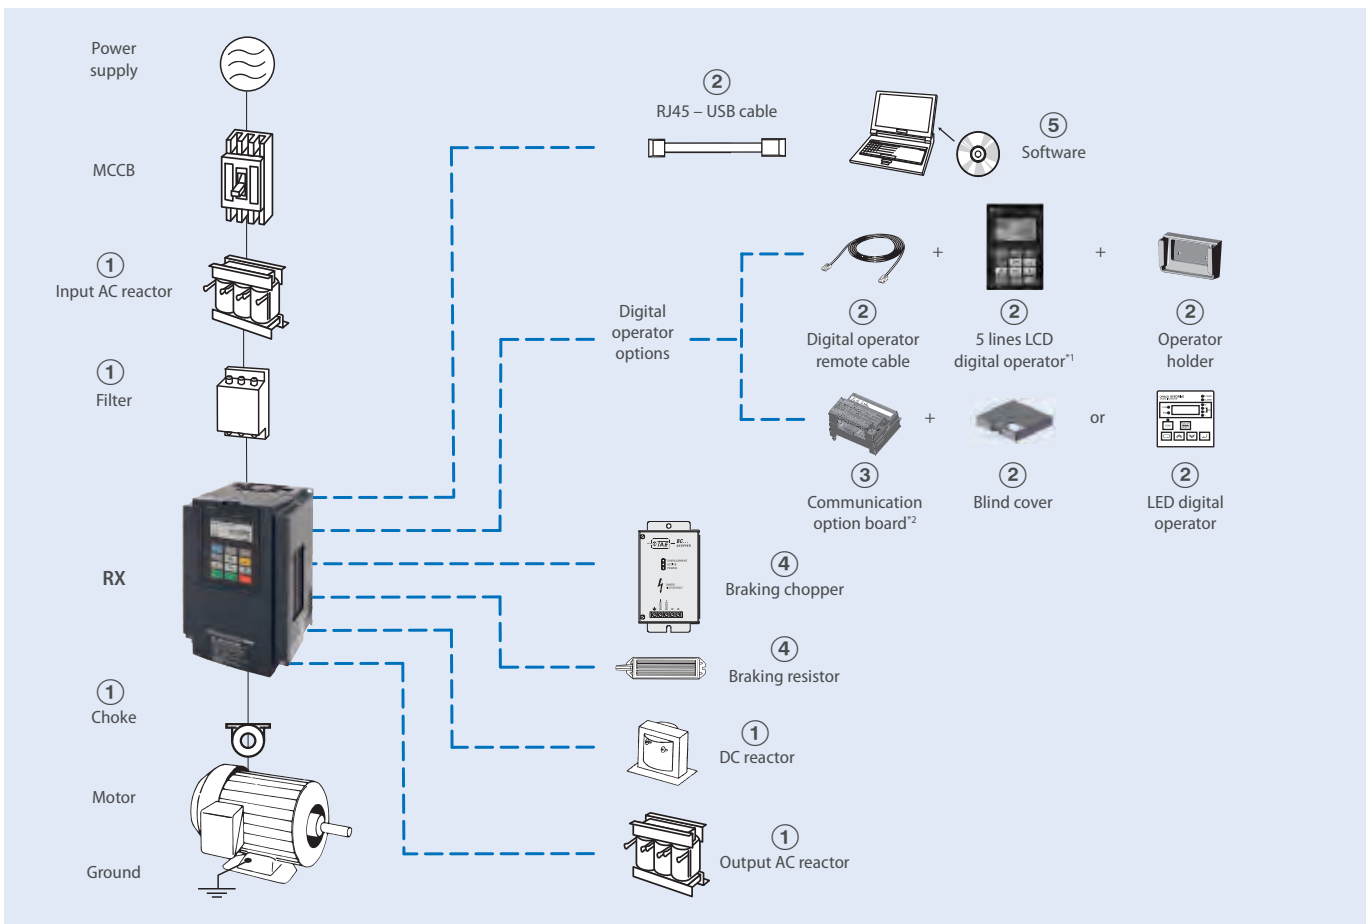 Power
supply
MCCB
1
Input AC reactor
1
Filter
RX
1
Choke
Motor
Ground
2
RJ45 – USB cable
5
Software
Digital
operator
options
+
+
2
Digital operator
remote cable
2
5 lines LCD
digital operator*1
2
Operator
holder
+
or
3
Communication
option board*2
2
Blind cover
2
LED digital
operator
4
Braking chopper
4
Braking resistor
1
DC reactor
1
Output AC reactor